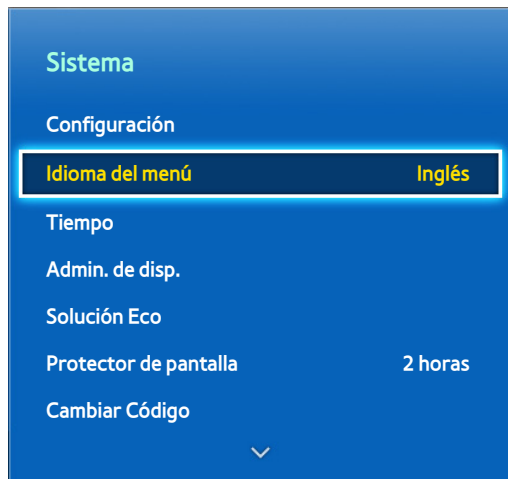 Sistema
Configuración
Idioma del menú Inglés
Tiempo
Admin. de disp.
Solución Eco
Protector de pantalla 2 horas
Cambiar Código